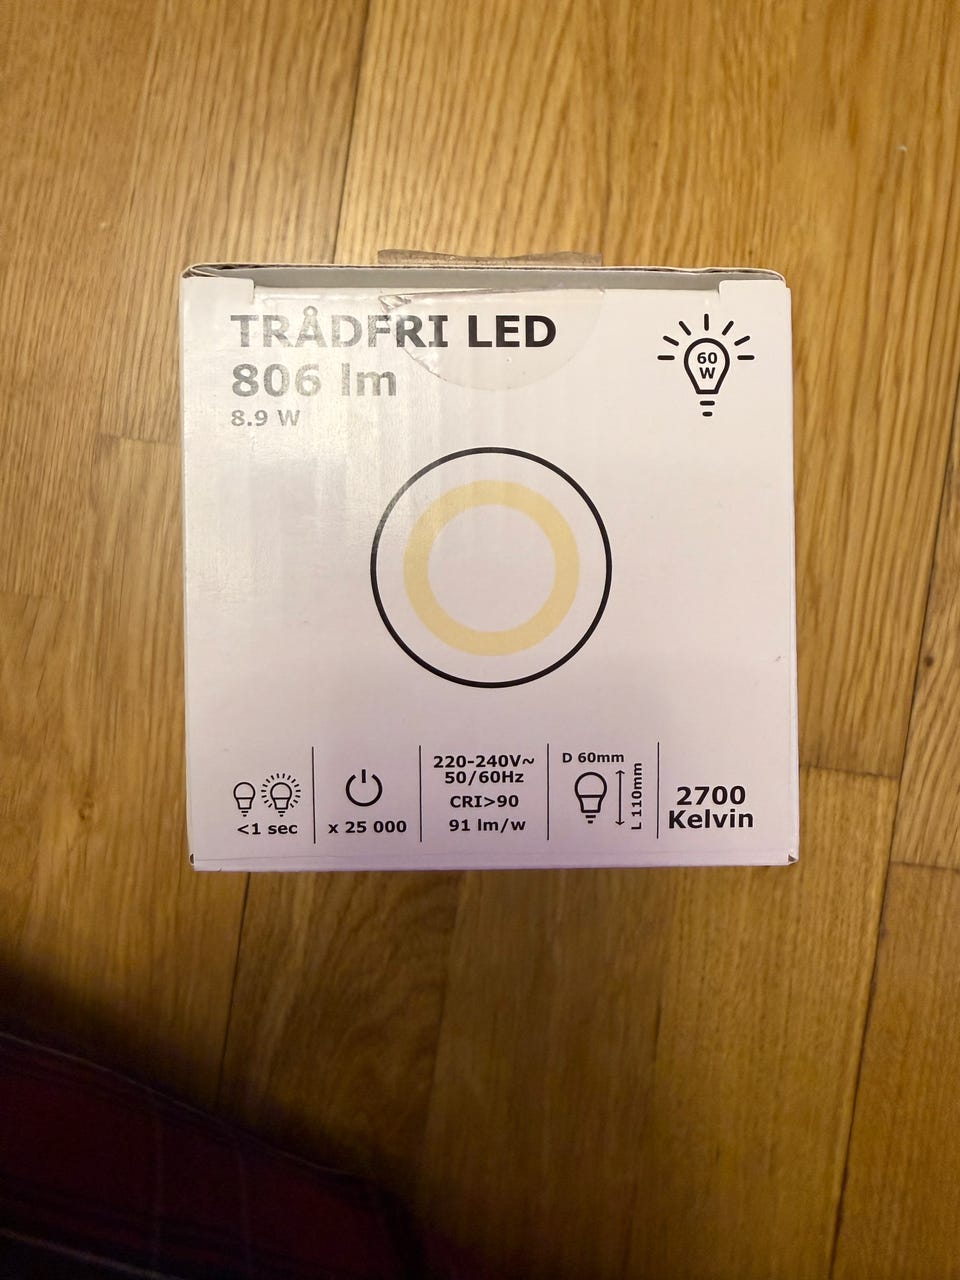 TRÅDFRI LED
806 lm
8.9 W
60
W
<1 sec
x 25 000
220-240V~
50/60Hz
CRI>90
91 lm/w
D 60mm
L 110mm
2700
Kelvin